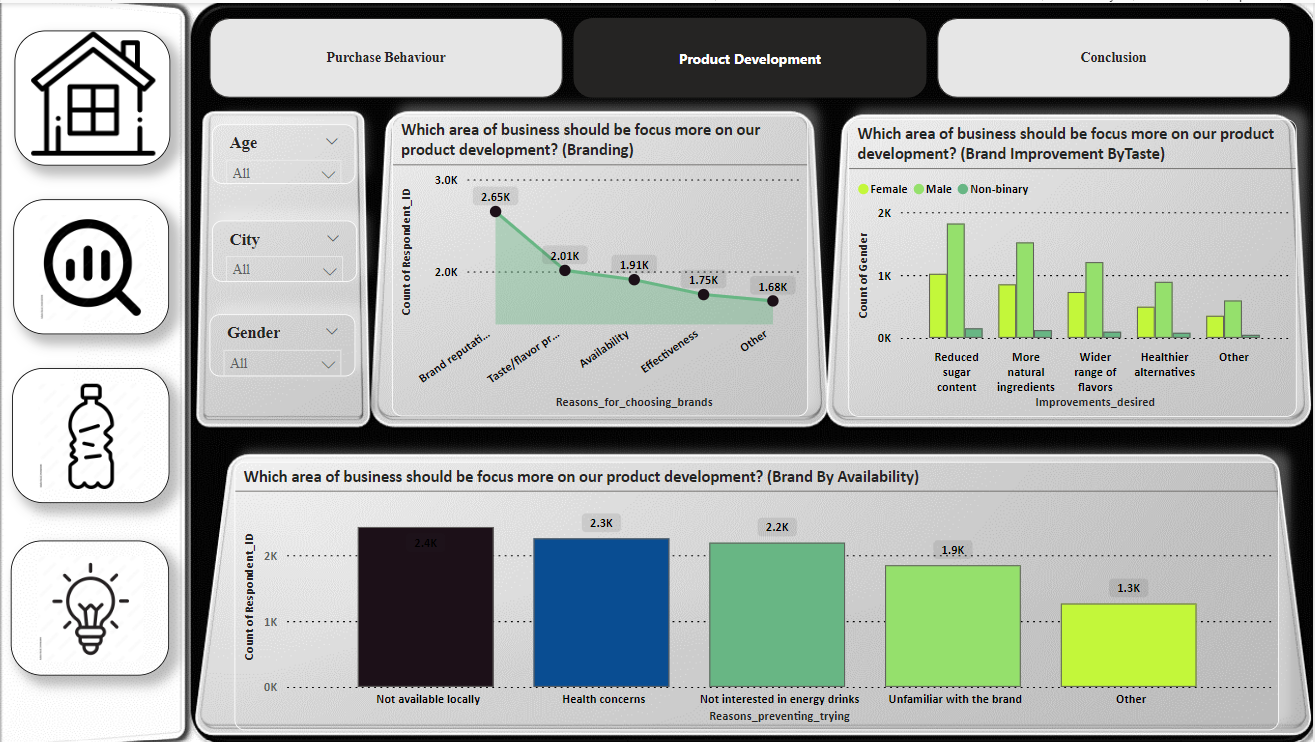 Purchase Behaviour
Product Development
Conclusion
Age
All
City
All
Gender
All
Which area of business should be focus more on our
product development? (Branding)
Count of Respondent_ID
3.0K
2.0K
2.65K
2.01K
1.91K
1.75K
1.68K
Brand reputati...
Taste/flavor pr...
Availability
Effectiveness
Other
Reasons_for_choosing_brands
Which area of business should be focus more on our product
development? (Brand Improvement ByTaste)
Female Male Non-binary
Count of Gender
2K
1K
0K
Reduced
sugar
content
More
natural
ingredients
Wider
range of
flavors
Healthier
alternatives
Other
Improvements_desired
Which area of business should be focus more on our product development? (Brand By Availability)
Count of Respondent_ID
2K
1K
0K
2.4K
2.3K
2.2K
1.9K
1.3K
Not available locally
Health concerns
Not interested in energy drinks
Unfamiliar with the brand
Other
Reasons_preventing_trying